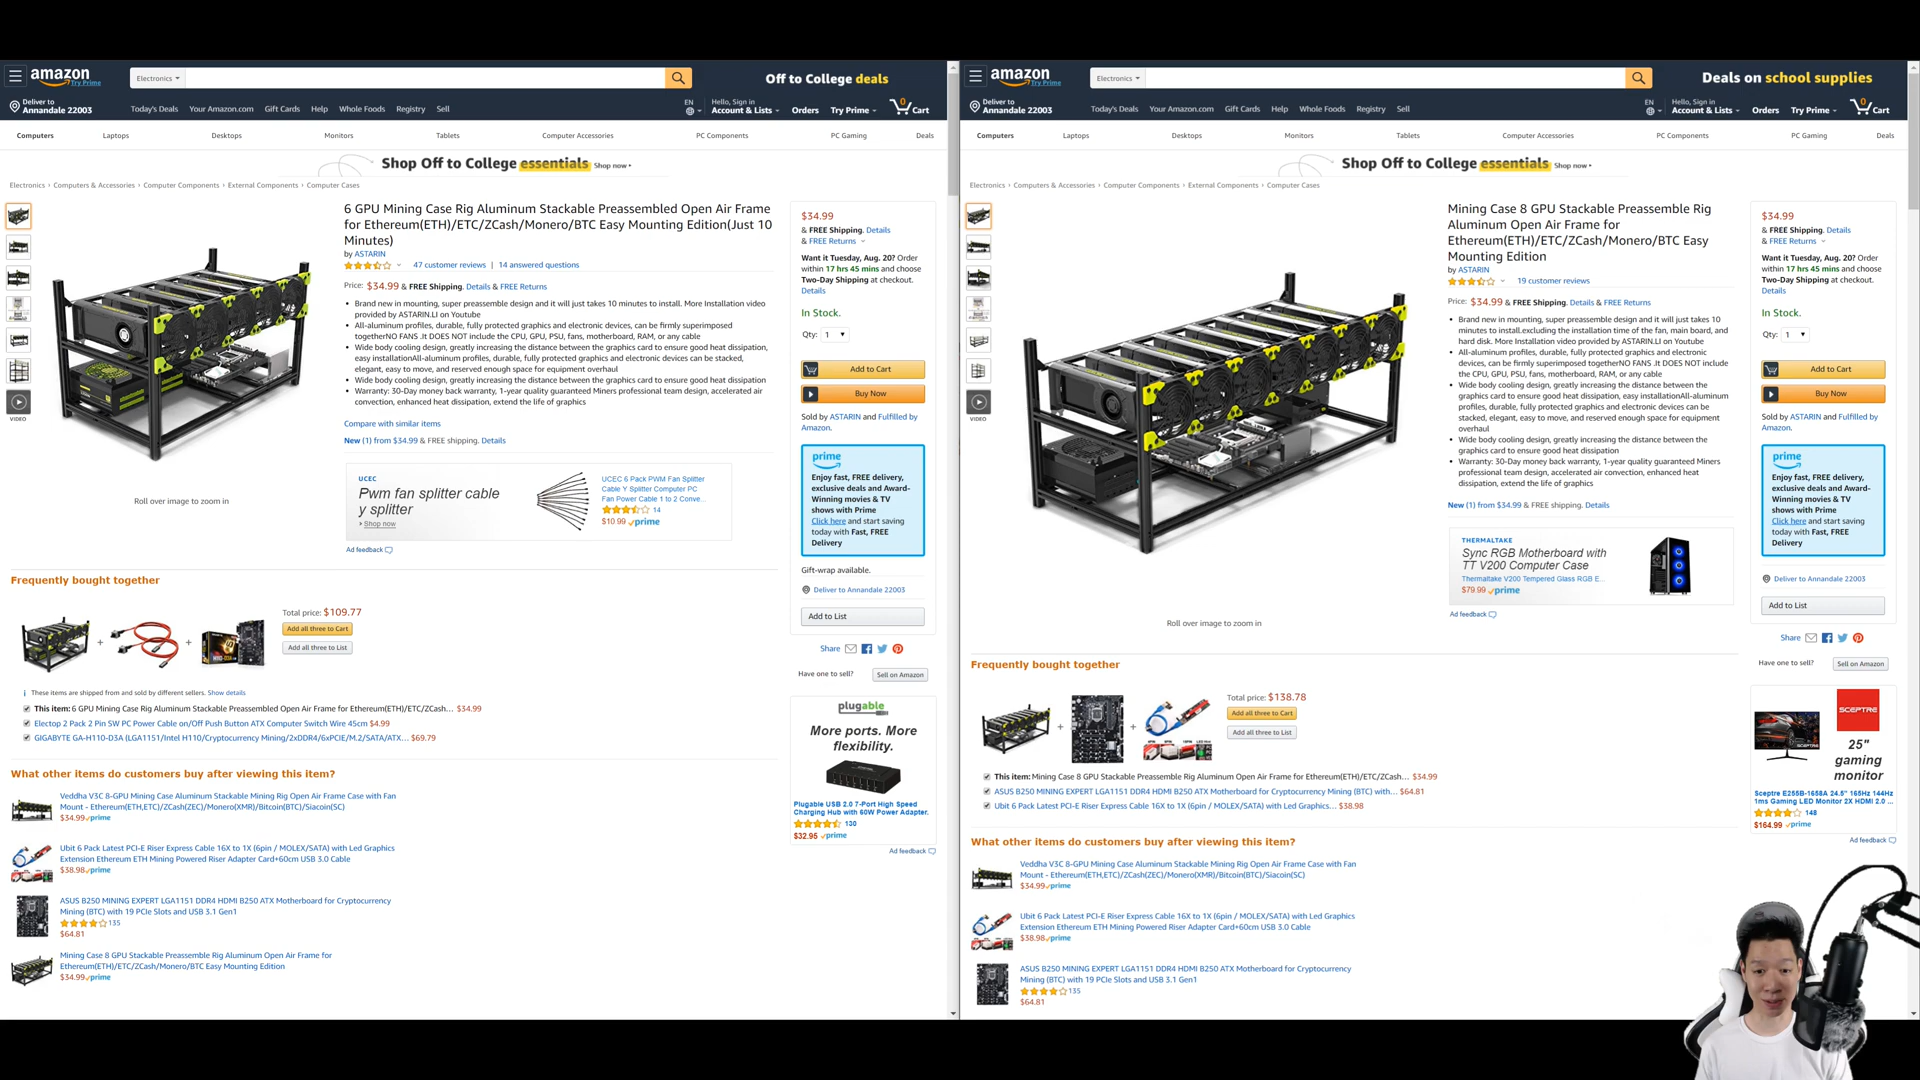 amazon
Try Prime
Electronics
Off to College deals
Deliver to
Annandale 22003
Today's Deals Your Amazon.com Gift Cards Help Whole Foods Registry Sell
EN
Hello, Sign in
Account & Lists
Orders
Try Prime
0
Cart
Computers Laptops Desktops Monitors Tablets Computer Accessories PC Components PC Gaming Deals
Shop Off to College essentials Shop now
Electronics › Computers & Accessories › Computer Components › External Components › Computer Cases
VIDEO
Roll over image to zoom in
6 GPU Mining Case Rig Aluminum Stackable Preassembled Open Air Frame
for Ethereum(ETH)/ETC/ZCash/Monero/BTC Easy Mounting Edition(Just 10
Minutes)
by ASTARIN
47 customer reviews | 14 answered questions
Price: $34.99 & FREE Shipping. Details & FREE Returns
• Brand new in mounting, super preassemble design and it will just takes 10 minutes to install. More Installation video
provided by ASTARIN.LI on Youtube
• All-aluminum profiles, durable, fully protected graphics and electronic devices, can be firmly superimposed
togetherNO FANS .It DOES NOT include the CPU, GPU, PSU, fans, motherboard, RAM, or any cable
• Wide body cooling design, greatly increasing the distance between the graphics card to ensure good heat dissipation,
easy installationAll-aluminum profiles, durable, fully protected graphics and electronic devices can be stacked,
elegant, easy to move, and reserved enough space for equipment overhaul
• Wide body cooling design, greatly increasing the distance between the graphics card to ensure good heat dissipation
• Warranty: 30-Day money back warranty, 1-year quality guaranteed Miners professional team design, accelerated air
convection, enhanced heat dissipation, extend the life of graphics
Compare with similar items
New (1) from $34.99 & FREE shipping. Details
UCEC
Pwm fan splitter cable
y splitter
Shop now
UCEC 6 Pack PWM Fan Splitter
Cable Y Splitter Computer PC
Fan Power Cable 1 to 2 Conve...
14
$10.99 prime
Ad feedback
$34.99
& FREE Shipping. Details
& FREE Returns
Want it Tuesday, Aug. 20? Order
within 17 hrs 45 mins and choose
Two-Day Shipping at checkout.
Details
In Stock.
Qty: 1
Add to Cart
Buy Now
Sold by ASTARIN and Fulfilled by
Amazon.
prime
Enjoy fast, FREE delivery,
exclusive deals and Award-
Winning movies & TV
shows with Prime
Click here and start saving
today with Fast, FREE
Delivery
Gift-wrap available.
Deliver to Annandale 22003
Add to List
Share
Have one to sell?
Sell on Amazon
plugable
More ports. More
flexibility.
Plugable USB 2.0 7-Port High Speed
Charging Hub with 60W Power Adapter.
130
$32.95 prime
Ad feedback
Frequently bought together
+
+
Total price: $109.77
Add all three to Cart
Add all three to List
These items are shipped from and sold by different sellers. Show details
This item: 6 GPU Mining Case Rig Aluminum Stackable Preassembled Open Air Frame for Ethereum(ETH)/ETC/ZCash... $34.99
Electop 2 Pack 2 Pin SW PC Power Cable on/Off Push Button ATX Computer Switch Wire 45cm $4.99
GIGABYTE GA-H110-D3A (LGA1151/Intel H110/Cryptocurrency Mining/2xDDR4/6xPCIE/M.2/SATA/ATX... $69.79
What other items do customers buy after viewing this item?
Veddha V3C 8-GPU Mining Case Aluminum Stackable Mining Rig Open Air Frame Case with Fan
Mount - Ethereum(ETH,ETC)/ZCash(ZEC)/Monero(XMR)/Bitcoin(BTC)/Siacoin(SC)
$34.99 prime
Ubit 6 Pack Latest PCI-E Riser Express Cable 16X to 1X (6pin / MOLEX/SATA) with Led Graphics
Extension Ethereum ETH Mining Powered Riser Adapter Card+60cm USB 3.0 Cable
$38.98 prime
ASUS B250 MINING EXPERT LGA1151 DDR4 HDMI B250 ATX Motherboard for Cryptocurrency
Mining (BTC) with 19 PCIe Slots and USB 3.1 Gen1
135
$64.81
Mining Case 8 GPU Stackable Preassemble Rig Aluminum Open Air Frame for
Ethereum(ETH)/ETC/ZCash/Monero/BTC Easy Mounting Edition
$34.99 prime
amazon
Try Prime
Electronics
Deals on school supplies
Deliver to
Annandale 22003
Today's Deals Your Amazon.com Gift Cards Help Whole Foods Registry Sell
EN
Hello, Sign in
Account & Lists
Orders
Try Prime
0
Cart
Computers Laptops Desktops Monitors Tablets Computer Accessories PC Components PC Gaming Deals
Shop Off to College essentials Shop now
Electronics › Computers & Accessories › Computer Components › External Components › Computer Cases
VIDEO
Roll over image to zoom in
Mining Case 8 GPU Stackable Preassemble Rig
Aluminum Open Air Frame for
Ethereum(ETH)/ETC/ZCash/Monero/BTC Easy
Mounting Edition
by ASTARIN
19 customer reviews
Price: $34.99 & FREE Shipping. Details & FREE Returns
• Brand new in mounting, super preassemble design and it will just takes 10
minutes to install.excluding the installation time of the fan, main board, and
hard disk. More Installation video provided by ASTARIN.LI on Youtube
• All-aluminum profiles, durable, fully protected graphics and electronic
devices, can be firmly superimposed togetherNO FANS .It DOES NOT include
the CPU, GPU, PSU, fans, motherboard, RAM, or any cable
• Wide body cooling design, greatly increasing the distance between the
graphics card to ensure good heat dissipation, easy installationAll-aluminum
profiles, durable, fully protected graphics and electronic devices can be
stacked, elegant, easy to move, and reserved enough space for equipment
overhaul
• Wide body cooling design, greatly increasing the distance between the
graphics card to ensure good heat dissipation
• Warranty: 30-Day money back warranty, 1-year quality guaranteed Miners
professional team design, accelerated air convection, enhanced heat
dissipation, extend the life of graphics
New (1) from $34.99 & FREE shipping. Details
THERMALTAKE
Sync RGB Motherboard with
TT V200 Computer Case
Thermaltake V200 Tempered Glass RGB E...
$79.99 prime
Ad feedback
$34.99
& FREE Shipping. Details
& FREE Returns
Want it Tuesday, Aug. 20? Order
within 17 hrs 45 mins and choose
Two-Day Shipping at checkout.
Details
In Stock.
Qty: 1
Add to Cart
Buy Now
Sold by ASTARIN and Fulfilled by
Amazon.
prime
Enjoy fast, FREE delivery,
exclusive deals and Award-
Winning movies & TV
shows with Prime
Click here and start saving
today with Fast, FREE
Delivery
Deliver to Annandale 22003
Add to List
Share
Have one to sell?
Sell on Amazon
SCEPTRE
25"
gaming
monitor
Sceptre E255B-1658A 24.5" 165Hz 144Hz
1ms Gaming LED Monitor 2X HDMI 2.0 ...
148
$164.99 prime
Ad feedback
Frequently bought together
+
+
Total price: $138.78
Add all three to Cart
Add all three to List
This item: Mining Case 8 GPU Stackable Preassemble Rig Aluminum Open Air Frame for Ethereum(ETH)/ETC/ZCash... $34.99
ASUS B250 MINING EXPERT LGA1151 DDR4 HDMI B250 ATX Motherboard for Cryptocurrency Mining (BTC) with... $64.81
Ubit 6 Pack Latest PCI-E Riser Express Cable 16X to 1X (6pin / MOLEX/SATA) with Led Graphics... $38.98
What other items do customers buy after viewing this item?
Veddha V3C 8-GPU Mining Case Aluminum Stackable Mining Rig Open Air Frame Case with Fan
Mount - Ethereum(ETH,ETC)/ZCash(ZEC)/Monero(XMR)/Bitcoin(BTC)/Siacoin(SC)
$34.99 prime
Ubit 6 Pack Latest PCI-E Riser Express Cable 16X to 1X (6pin / MOLEX/SATA) with Led Graphics
Extension Ethereum ETH Mining Powered Riser Adapter Card+60cm USB 3.0 Cable
$38.98 prime
ASUS B250 MINING EXPERT LGA1151 DDR4 HDMI B250 ATX Motherboard for Cryptocurrency
Mining (BTC) with 19 PCIe Slots and USB 3.1 Gen1
135
$64.81